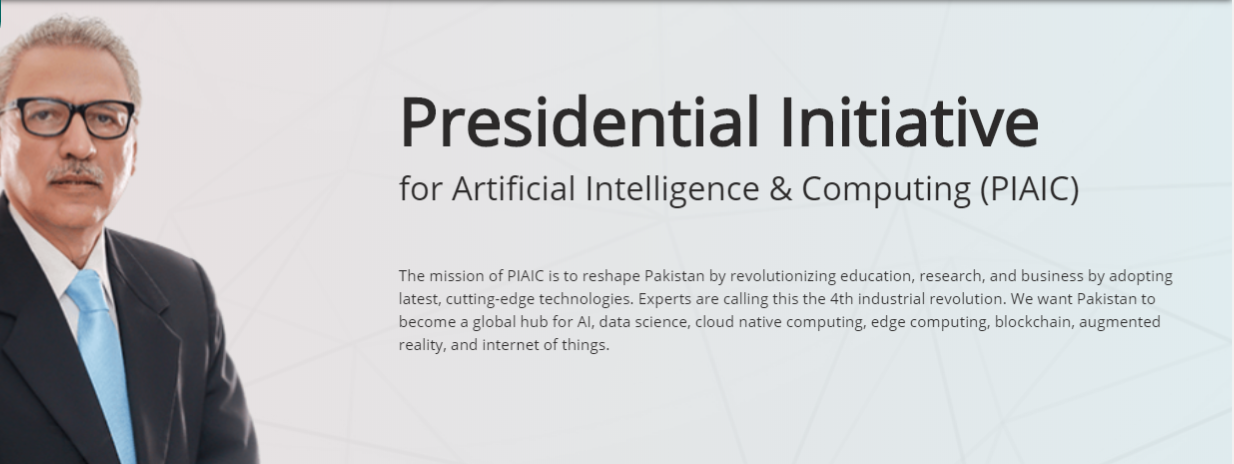 Presidential Initiative
for Artificial Intelligence & Computing (PIAIC)
The mission of PIAIC is to reshape Pakistan by revolutionizing education, research, and business by adopting
latest, cutting-edge technologies. Experts are calling this the 4th industrial revolution. We want Pakistan to
become a global hub for AI, data science, cloud native computing, edge computing, blockchain, augmented
reality, and internet of things.